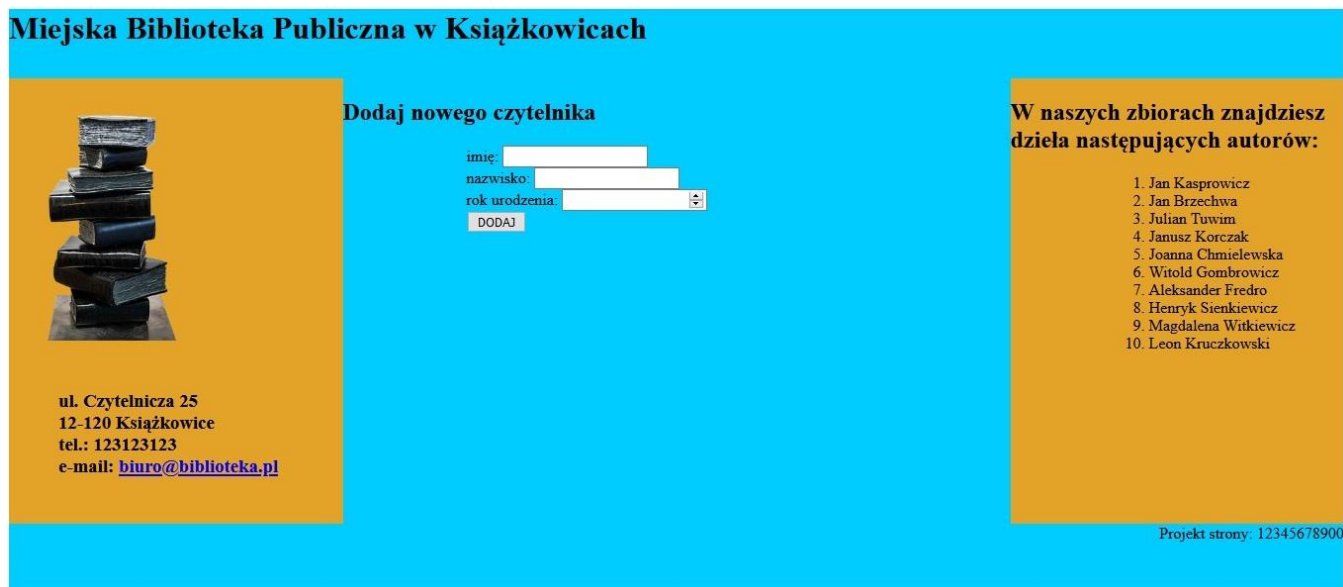 Miejska Biblioteka Publiczna w Książkowicach
ul. Czytelnicza 25
12-120 Książkowice
tel.: 123123123
e-mail: biuro@biblioteka.pl
Dodaj nowego czytelnika
imię:
nazwisko:
rok urodzenia:
DODAJ
W naszych zbiorach znajdziesz
dzieła następujących autorów:
1. Jan Kasprowicz
2. Jan Brzechwa
3. Julian Tuwim
4. Janusz Korczak
5. Joanna Chmielewska
6. Witold Gombrowicz
7. Aleksander Fredro
8. Henryk Sienkiewicz
9. Magdalena Witkiewicz
10. Leon Kruczkowski
Projekt strony: 12345678900